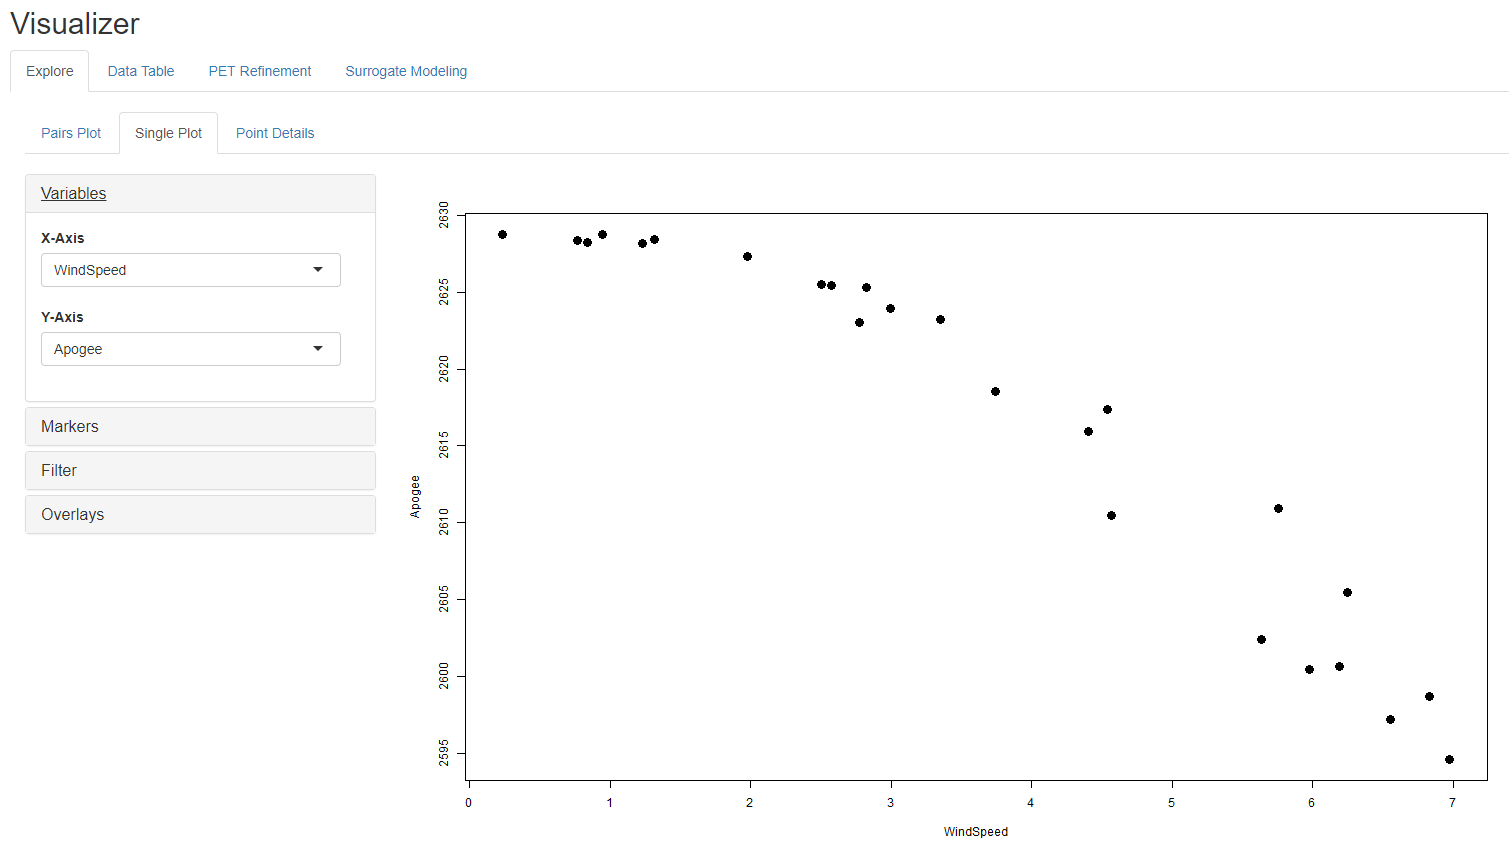 Visualizer
Explore Data Table PET Refinement Surrogate Modeling
Pairs Plot Single Plot Point Details
Variables
X-Axis
WindSpeed
Y-Axis
Apogee
Markers
Filter
Overlays
Apogee
2630
2625
2620
2615
2610
2605
2600
2595
0 1 2 3 4 5 6 7
WindSpeed